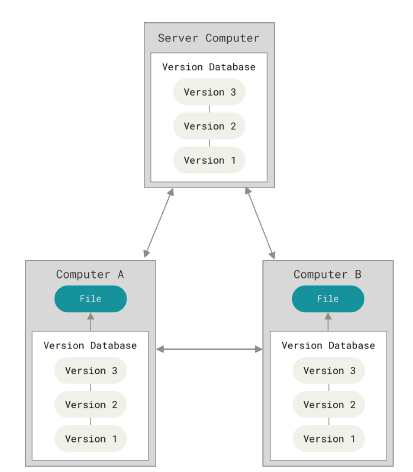 Server Computer
Version Database
Version 3
Version 2
Version 1
Computer A
File
Version Database
Version 3
Version 2
Version 1
Computer B
File
Version Database
Version 3
Version 2
Version 1